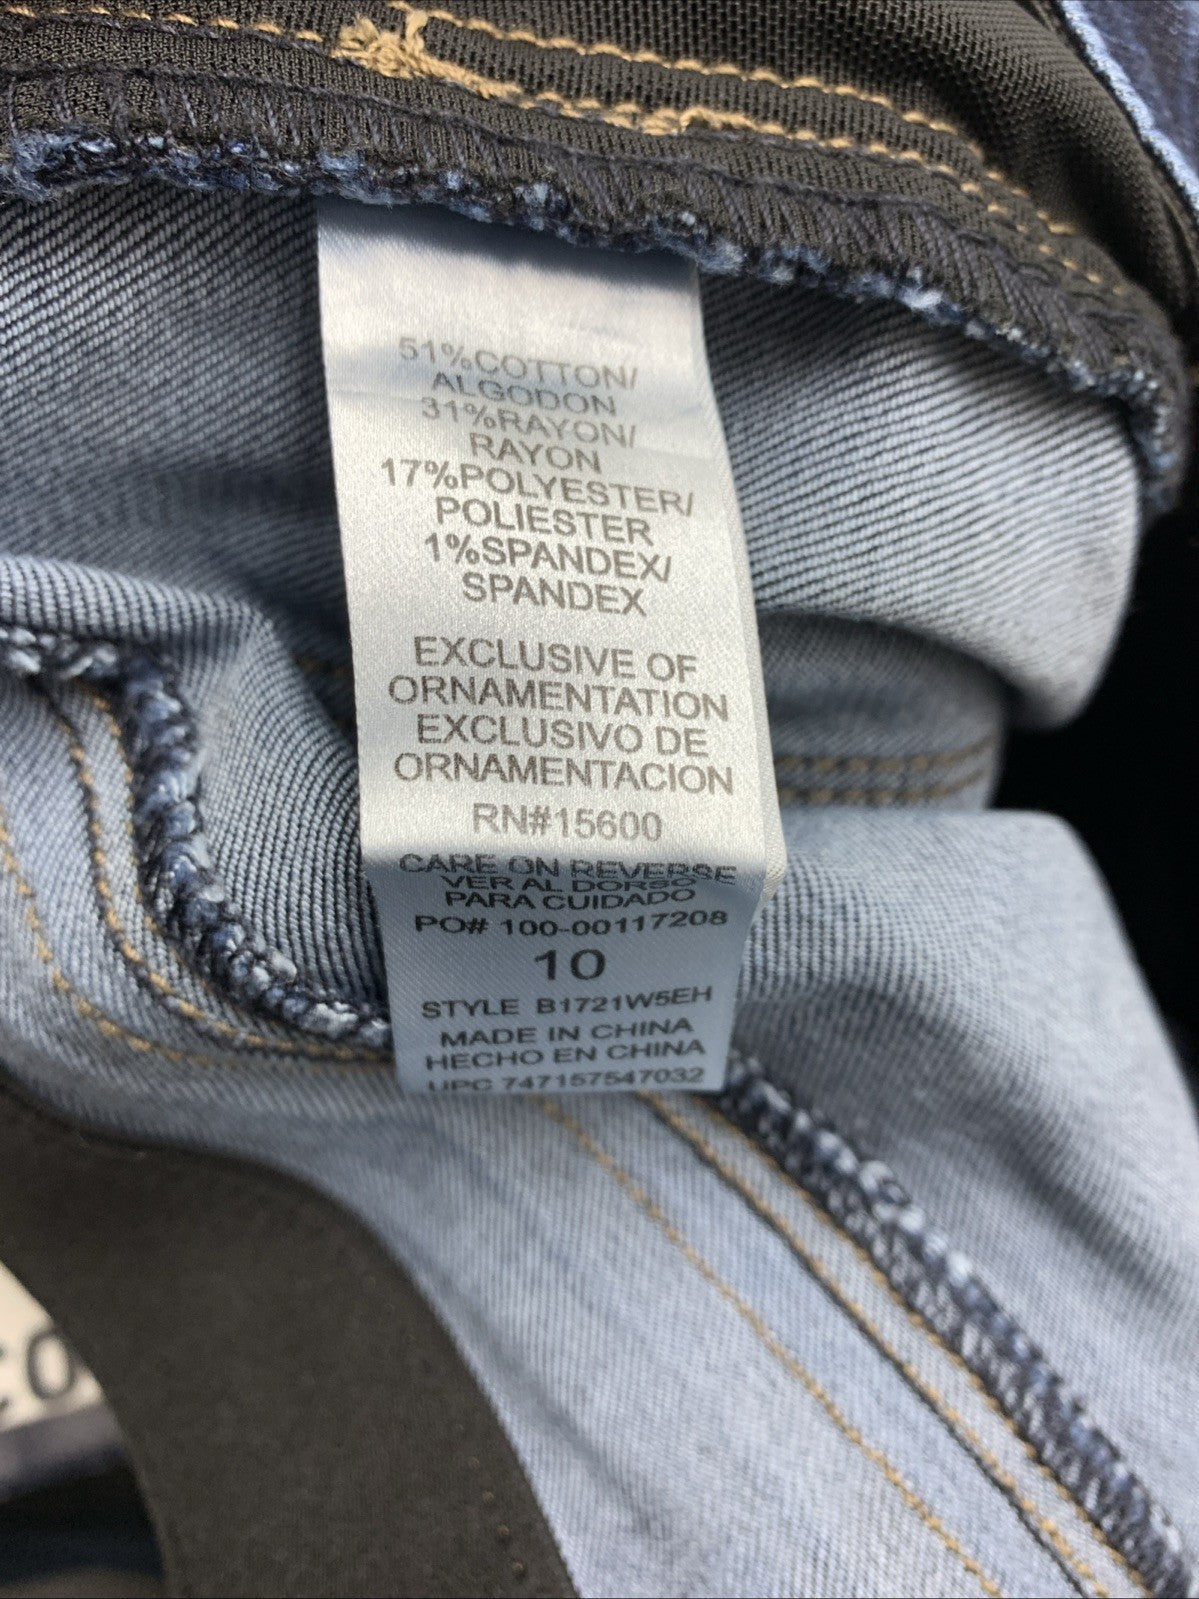 51%COTTON/
ALGODON
31%RAYON/
RAYON
17%POLYESTER/
POLIESTER
1%SPANDEX/
SPANDEX
EXCLUSIVE OF
ORNAMENTATION
EXCLUSIVO DE
ORNAMENTACION
RN#15600
CARE ON REVERSE
VER AL DORSO
PARA CUIDADO
PO# 100-00117208
10
STYLE B1721W5EH
MADE IN CHINA
HECHO EN CHINA
UPC 747157547032